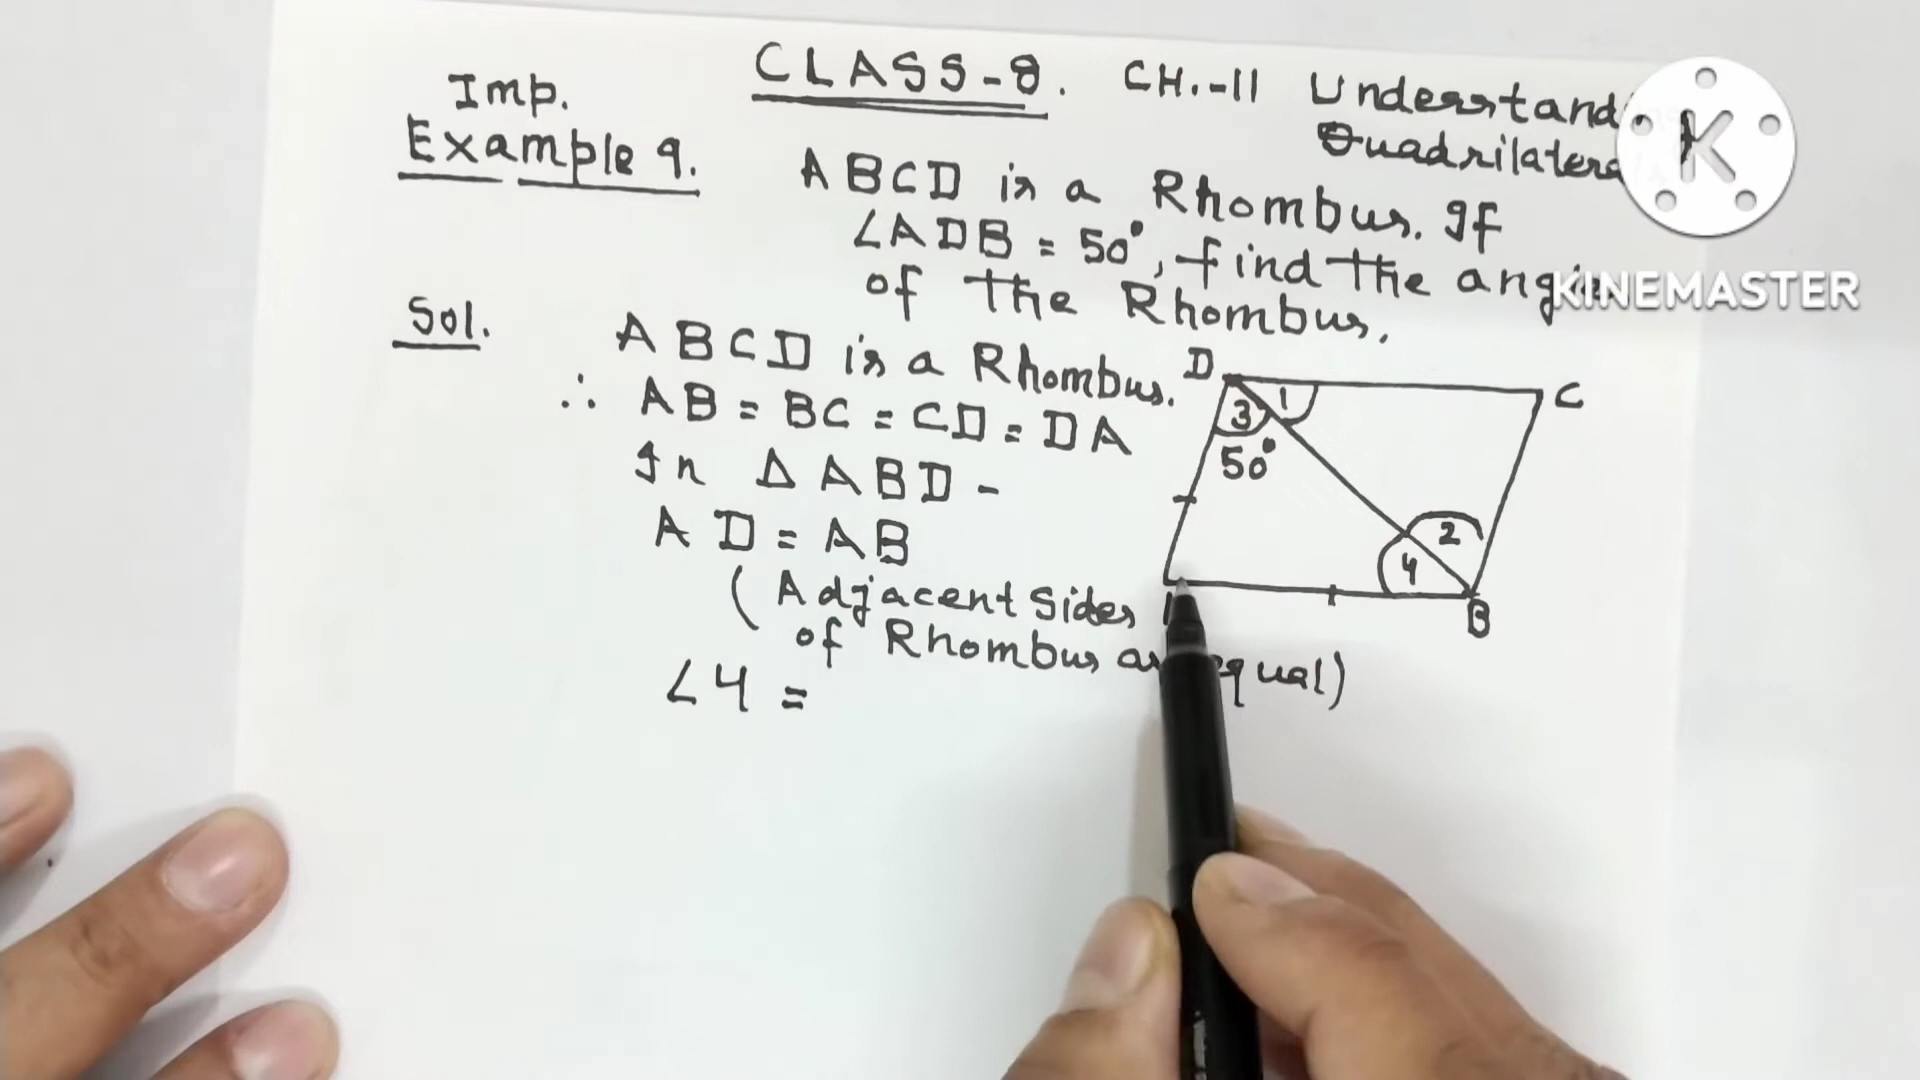 CLASS-8. CH.-11 Understand
Imp. Quadrilatera
Example 9. ABCD is a Rhombus. If
∠ADB = 50°, find the
of the Rhombus.
Sol. ABCD is a Rhombus.
∴ AB = BC = CD = DA
In ∆ ABD -
AD = AB
(Adjacent Sides
of Rhombus equal)
∠4 =
D
C
3
1
50°
2
4
B
K
KINEMASTER